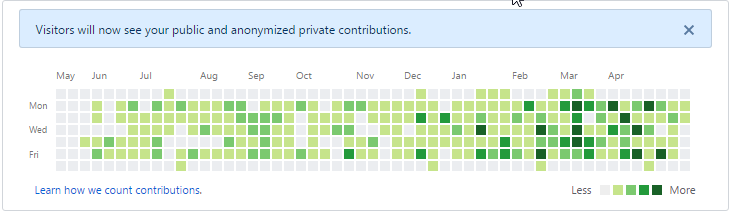 Visitors will now see your public and anonymized private contributions.
May Jun Jul Aug Sep Oct Nov Dec Jan Feb Mar Apr
Mon
Wed
Fri
Learn how we count contributions. Less More